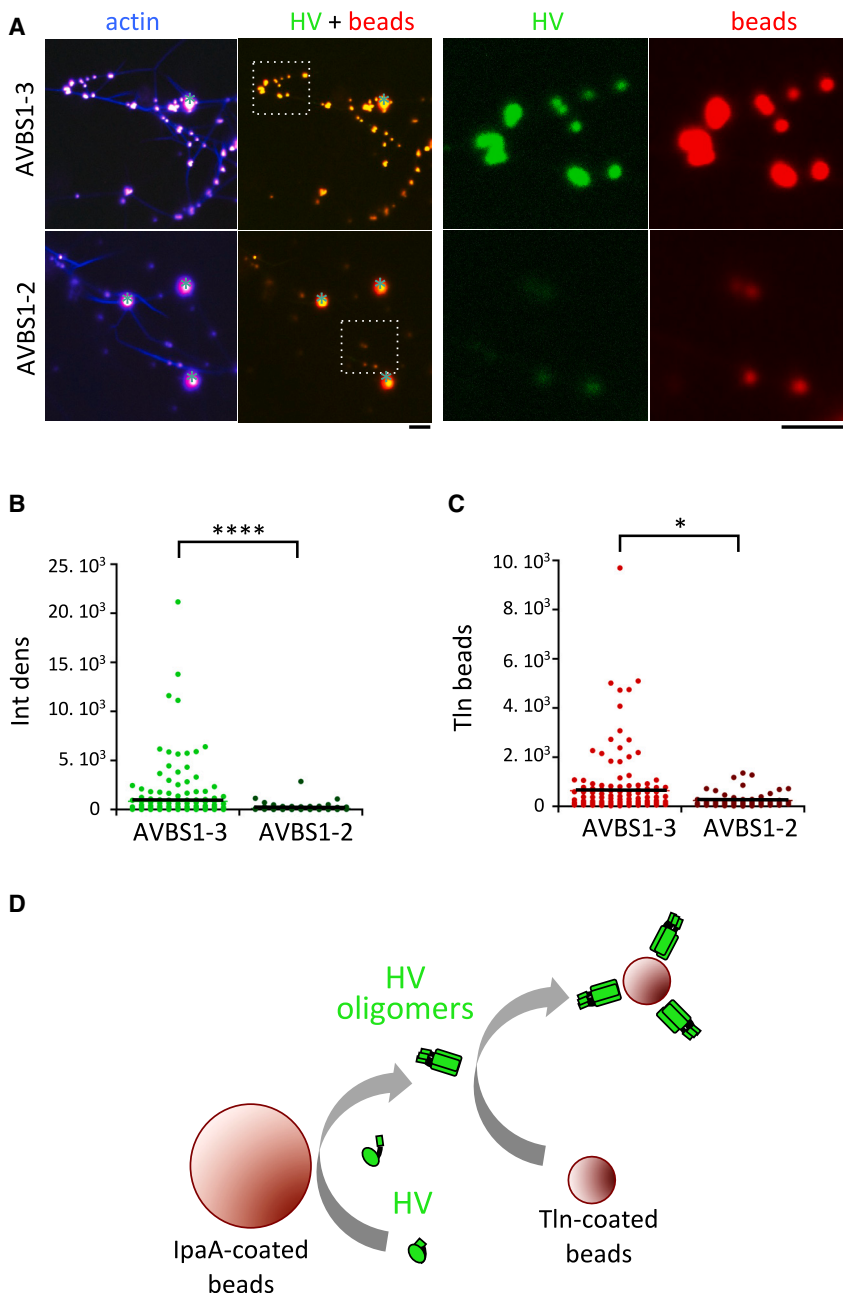 A
actin
HV + beads
HV
beads
AVBS1-3
AVBS1-2
B
****
Int dens
25. 10³
20. 10³
15. 10³
10. 10³
5. 10³
0
AVBS1-3
AVBS1-2
C
*
Tln beads
10. 10³
8. 10³
6. 10³
4. 10³
2. 10³
0
AVBS1-3
AVBS1-2
D
HV
oligomers
HV
IpaA-coated
beads
Tln-coated
beads